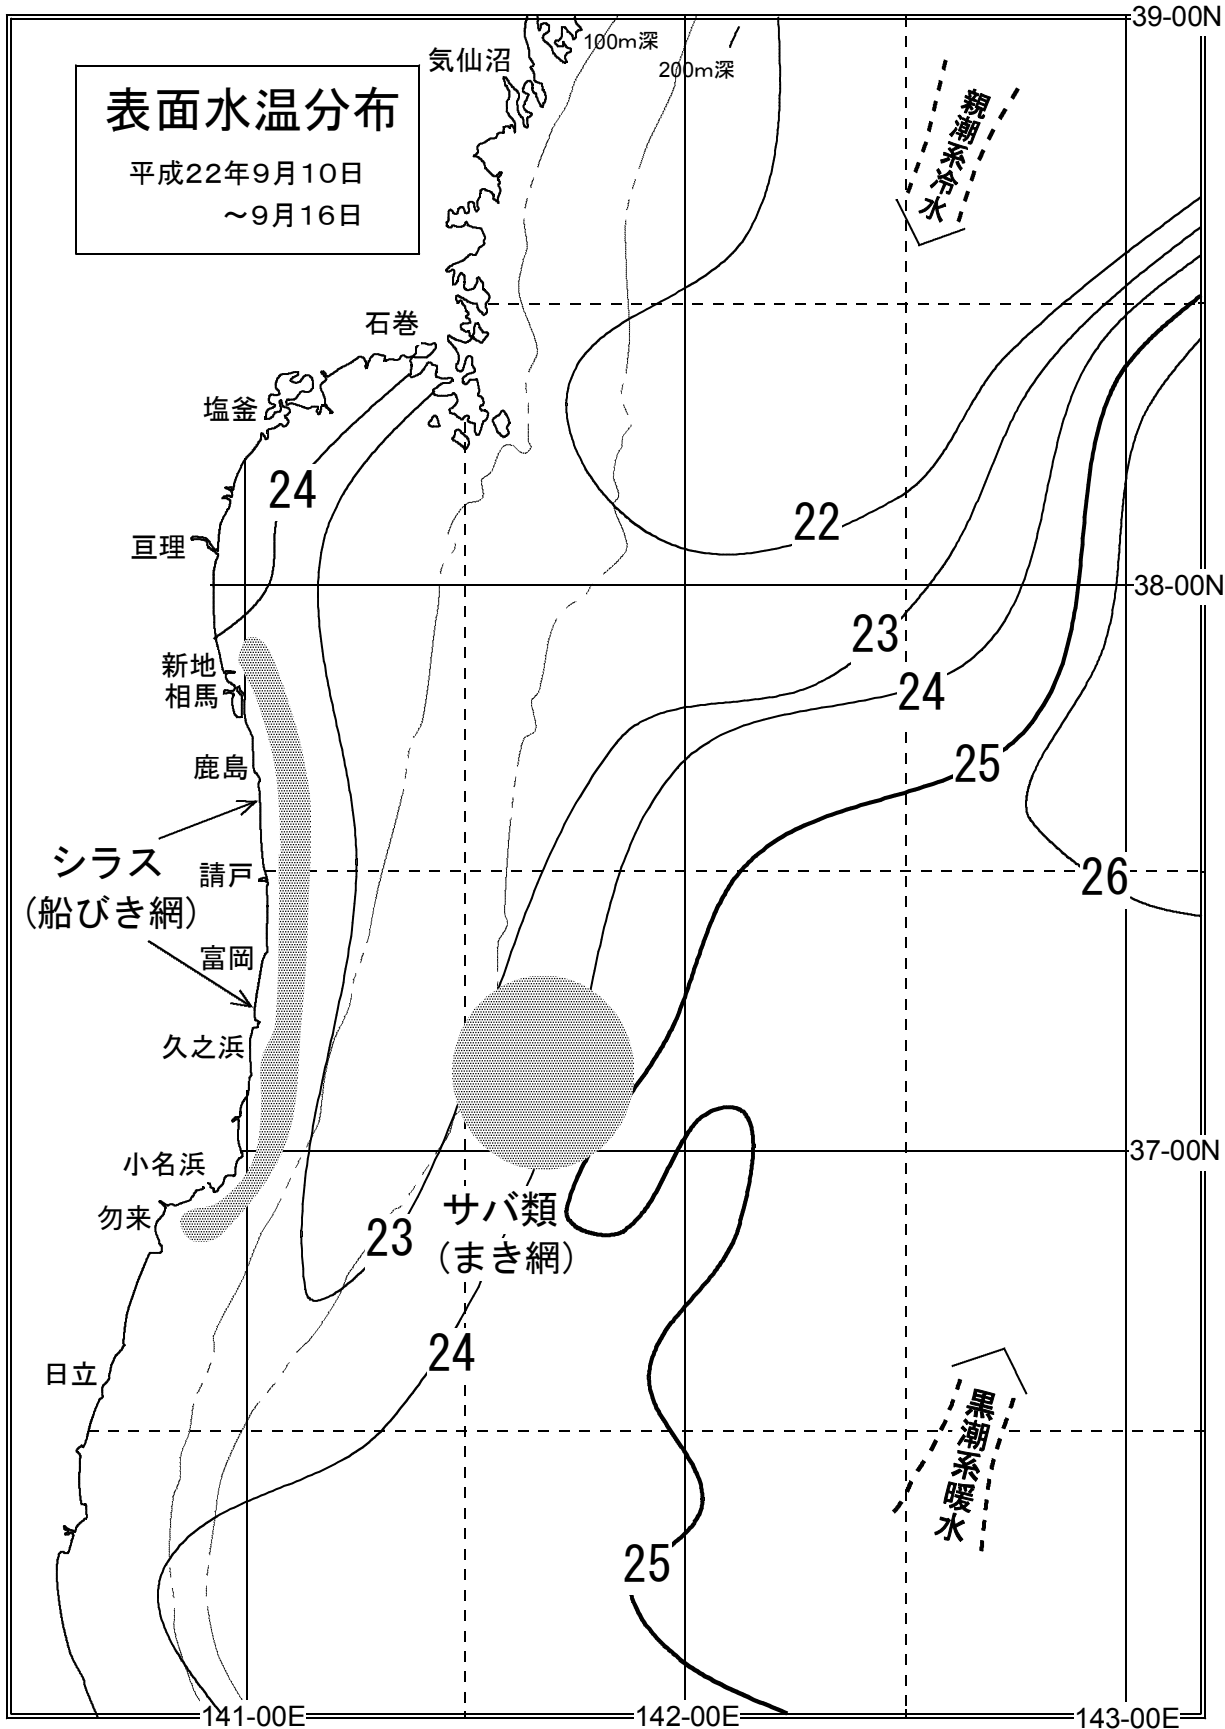 39-00N
気仙沼
100m深
200m深
表面水温分布
平成22年9月10日
～9月16日
親潮系冷水
石巻
塩釜
24
22
亘理
38-00N
23
新地
相馬
24
鹿島
25
シラス
(船びき網)
請戸
26
富岡
久之浜
37-00N
小名浜
勿来
サバ類
(まき網)
23
24
日立
黒潮系暖水
25
141-00E
142-00E
143-00E